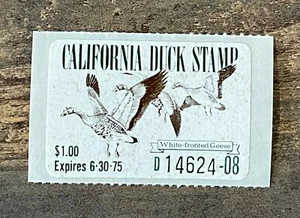 CALIFORNIA DUCK STAMP
White-fronted Geese
$1.00
Expires 6-30-75
D 14624-08